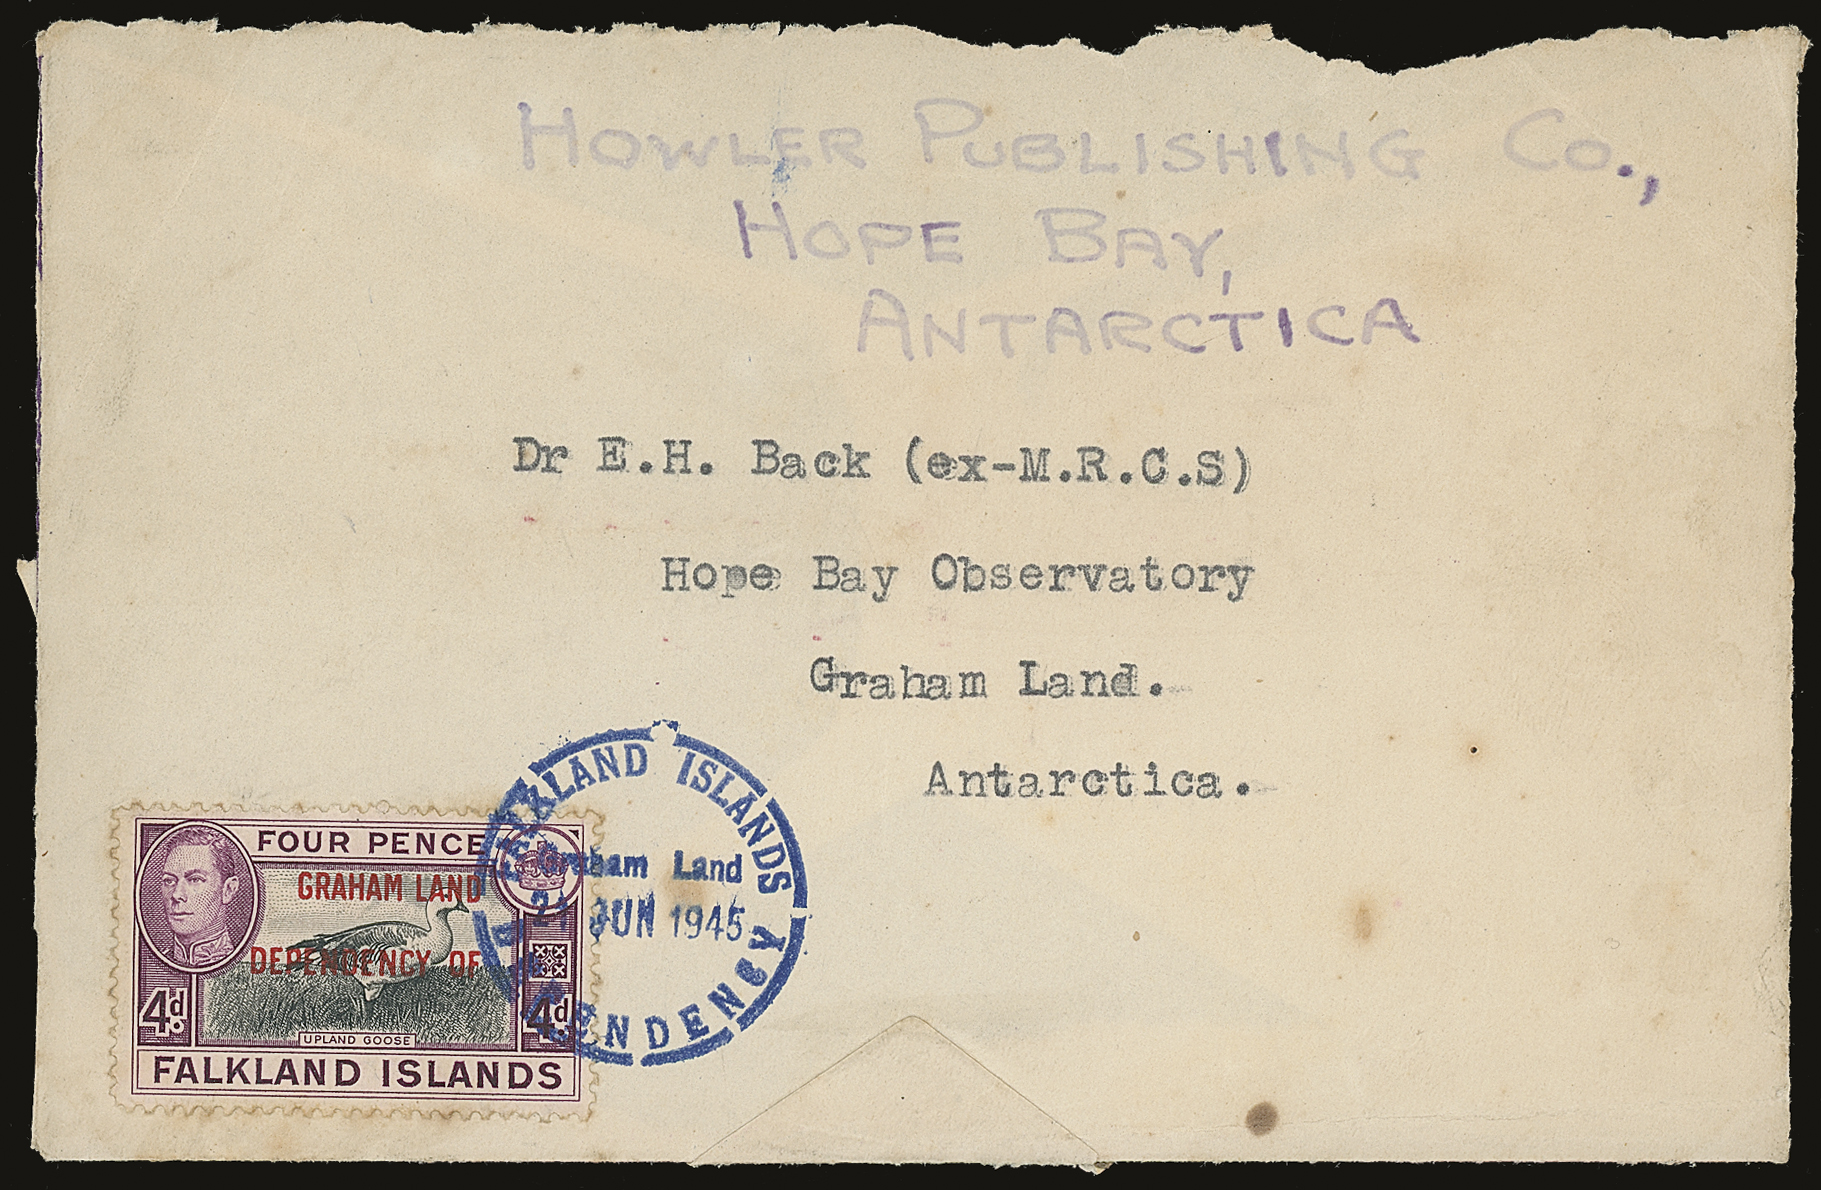 HOWLER PUBLISHING CO.,
HOPE BAY,
ANTARCTICA
Dr E.H. Back (ex-M.R.C.S)
Hope Bay Observatory
Graham Land.
Antarctica.
FALKLAND ISLANDS
Graham Land
JUN 1945
DEPENDENCY
FOUR PENCE
GRAHAM LAND
DEPENDENCY OF
4d. 4d.
UPLAND GOOSE
FALKLAND ISLANDS